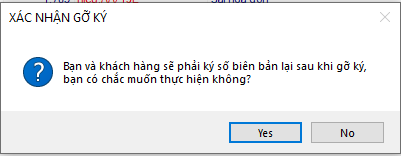 XÁC NHẬN GỠ KÝ
Bạn và khách hàng sẽ phải ký số biên bản lại sau khi gỡ ký,
bạn có chắc muốn thực hiện không?
Yes
No